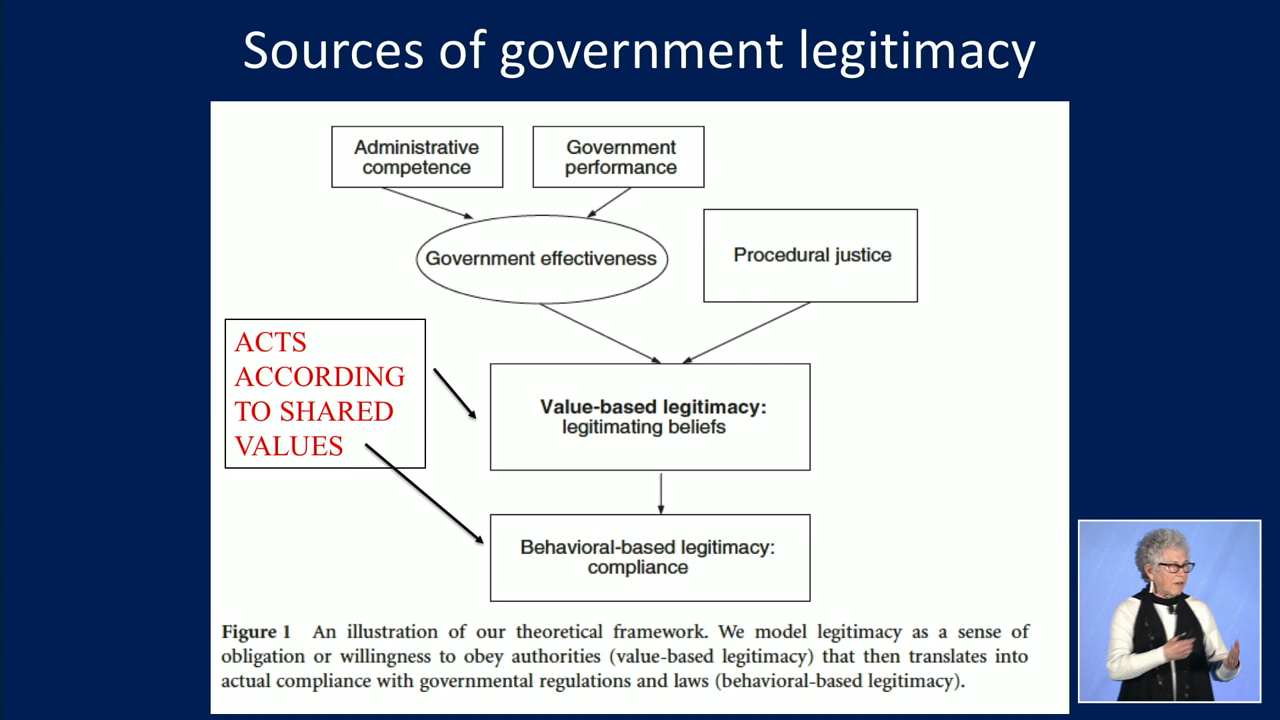 Sources of government legitimacy
Administrative
competence
Government
performance
Government effectiveness
Procedural justice
ACTS
ACCORDING
TO SHARED
VALUES
Value-based legitimacy:
legitimating beliefs
Behavioral-based legitimacy:
compliance
Figure 1 An illustration of our theoretical framework. We model legitimacy as a sense of
obligation or willingness to obey authorities (value-based legitimacy) that then translates into
actual compliance with governmental regulations and laws (behavioral-based legitimacy).